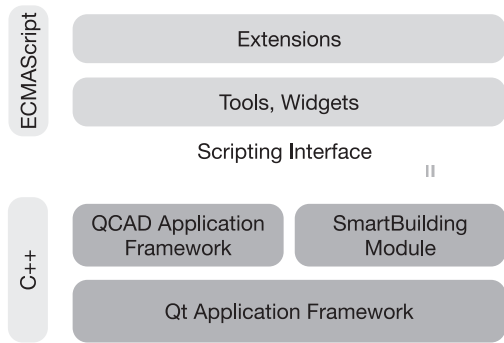 ECMAScript
Extensions
Tools, Widgets
Scripting Interface
C++
QCAD Application
Framework
SmartBuilding
Module
Qt Application Framework